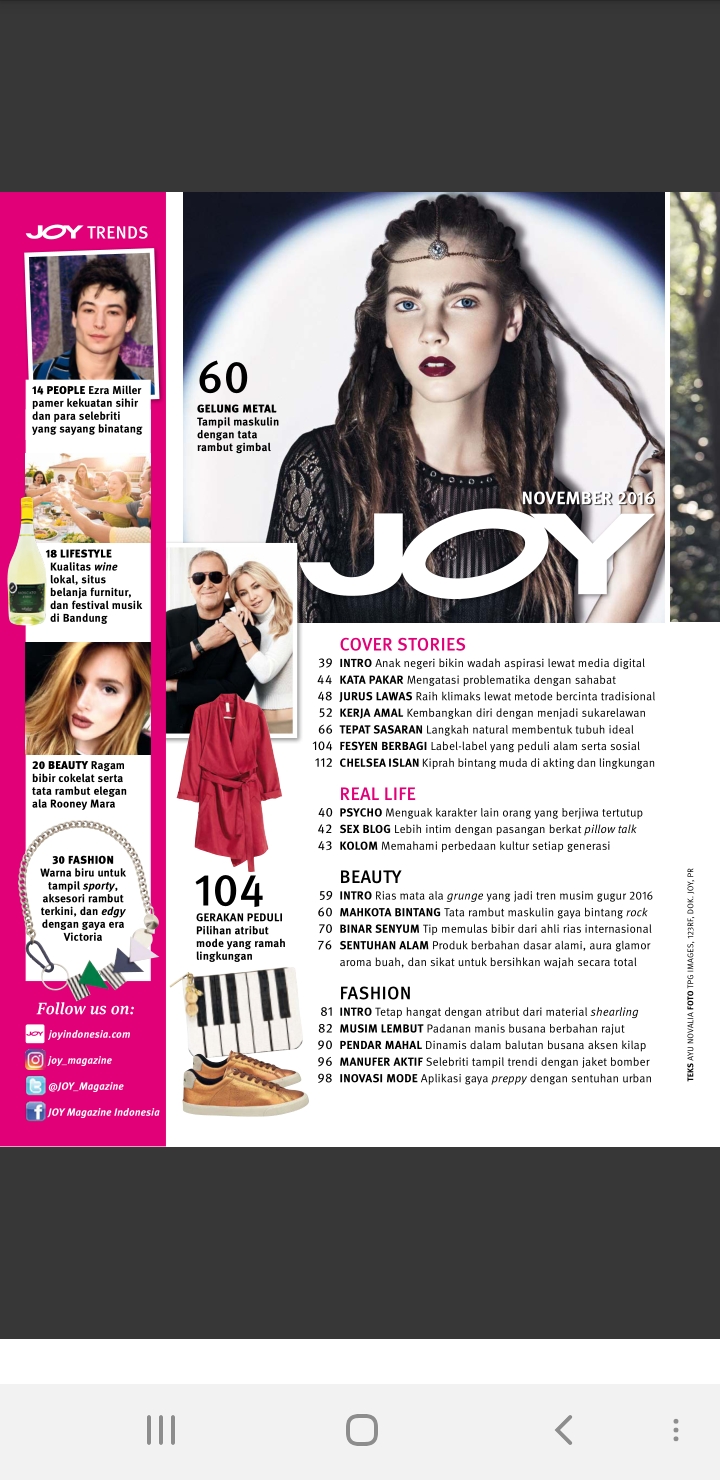 JOY TRENDS
14 PEOPLE Ezra Miller
pamer kekuatan sihir
dan para selebriti
yang sayang binatang
18 LIFESTYLE
Kualitas wine
lokal, situs
belanja furnitur,
dan festival musik
di Bandung
20 BEAUTY Ragam
bibir cokelat serta
tata rambut elegan
ala Rooney Mara
30 FASHION
Warna biru untuk
tampil sporty,
aksesori rambut
terkini, dan edgy
dengan gaya era
Victoria
Follow us on:
JOY joyindonesia.com
joy_magazine
@JOY_Magazine
JOY Magazine Indonesia
60
GELUNG METAL
Tampil maskulin
dengan tata
rambut gimbal
NOVEMBER 2016
JOY
104
GERAKAN PEDULI
Pilihan atribut
mode yang ramah
lingkungan
COVER STORIES
39 INTRO Anak negeri bikin wadah aspirasi lewat media digital
44 KATA PAKAR Mengatasi problematika dengan sahabat
48 JURUS LAWAS Raih klimaks lewat metode bercinta tradisional
52 KERJA AMAL Kembangkan diri dengan menjadi sukarelawan
66 TEPAT SASARAN Langkah natural membentuk tubuh ideal
104 FESYEN BERBAGI Label-label yang peduli alam serta sosial
112 CHELSEA ISLAN Kiprah bintang muda di akting dan lingkungan
REAL LIFE
40 PSYCHO Menguak karakter lain orang yang berjiwa tertutup
42 SEX BLOG Lebih intim dengan pasangan berkat pillow talk
43 KOLOM Memahami perbedaan kultur setiap generasi
BEAUTY
59 INTRO Rias mata ala grunge yang jadi tren musim gugur 2016
60 MAHKOTA BINTANG Tata rambut maskulin gaya bintang rock
70 BINAR SENYUM Tip memulas bibir dari ahli rias internasional
76 SENTUHAN ALAM Produk berbahan dasar alami, aura glamor
aroma buah, dan sikat untuk bersihkan wajah secara total
FASHION
81 INTRO Tetap hangat dengan atribut dari material shearling
82 MUSIM LEMBUT Padanan manis busana berbahan rajut
90 PENDAR MAHAL Dinamis dalam balutan busana aksen kilap
96 MANUFER AKTIF Selebriti tampil trendi dengan jaket bomber
98 INOVASI MODE Aplikasi gaya preppy dengan sentuhan urban
TEKS AYU NOVALIA FOTO TPG IMAGES, 123RF, DOK. JOY, PR